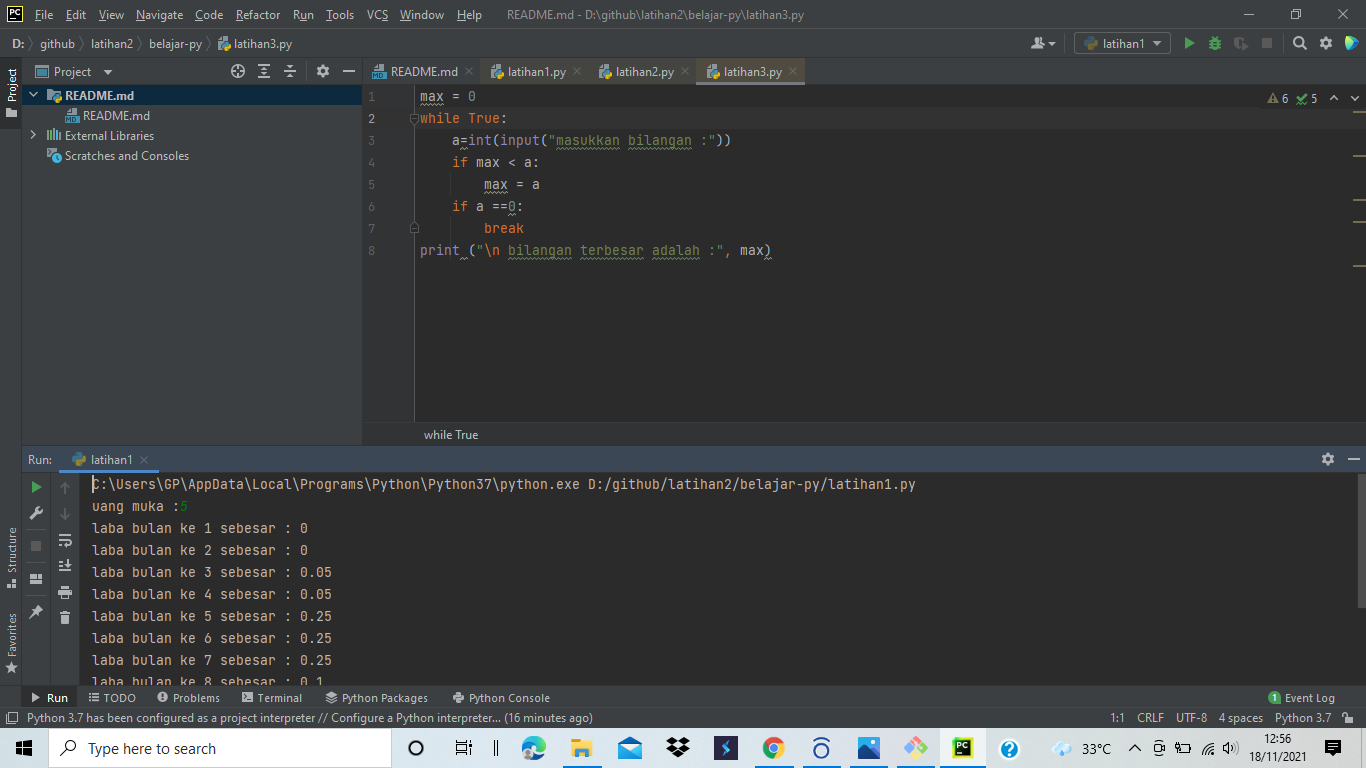 PC File Edit View Navigate Code Refactor Run Tools VCS Window Help README.md - D:\github\latihan2\belajar-py\latihan3.py
D: github latihan2 belajar-py latihan3.py latihan1
Project README.md latihan1.py latihan2.py latihan3.py
Project
README.md
README.md
External Libraries
Scratches and Consoles
1 max = 0
2 while True:
3 a=int(input("masukkan bilangan :"))
4 if max < a:
5 max = a
6 if a ==0:
7 break
8 print ("\n bilangan terbesar adalah :", max)
6 5
while True
Run: latihan1
C:\Users\GP\AppData\Local\Programs\Python\Python37\python.exe D:/github/latihan2/belajar-py/latihan1.py
uang muka :5
laba bulan ke 1 sebesar : 0
laba bulan ke 2 sebesar : 0
laba bulan ke 3 sebesar : 0.05
laba bulan ke 4 sebesar : 0.05
laba bulan ke 5 sebesar : 0.25
laba bulan ke 6 sebesar : 0.25
laba bulan ke 7 sebesar : 0.25
laba bulan ke 8 sebesar : 0.1
Structure
Favorites
Run TODO Problems Terminal Python Packages Python Console 1 Event Log
Python 3.7 has been configured as a project interpreter // Configure a Python interpreter... (16 minutes ago) 1:1 CRLF UTF-8 4 spaces Python 3.7
Type here to search PC 33°C 12:56
18/11/2021